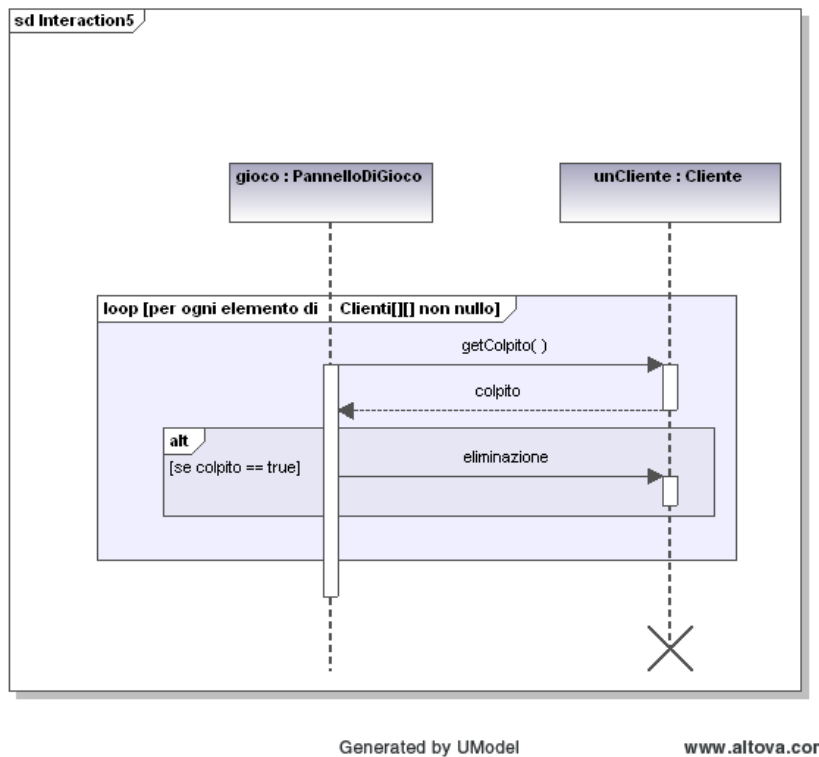 sd Interaction5
gioco : PannelloDiGioco
unCliente : Cliente
loop [per ogni elemento di Clienti[][] non nullo]
getColpito( )
colpito
alt
[se colpito == true]
eliminazione
Generated by UModel
www.altova.com